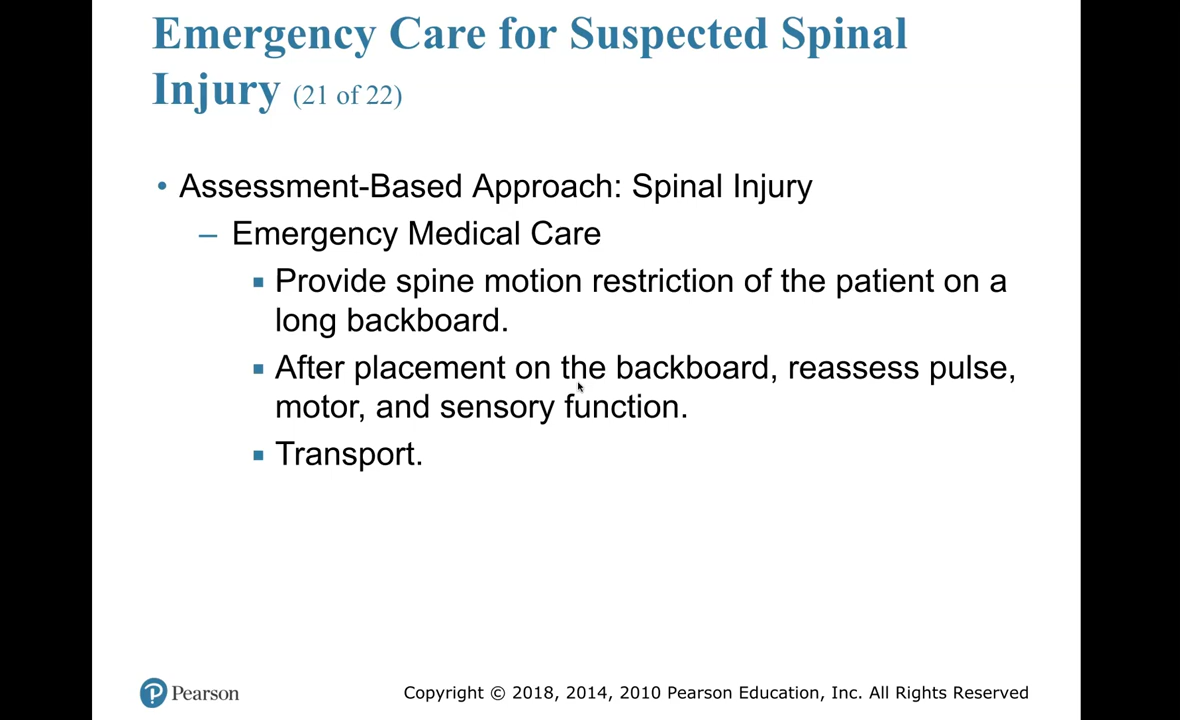 Emergency Care for Suspected Spinal
Injury (21 of 22)
• Assessment-Based Approach: Spinal Injury
– Emergency Medical Care
▪ Provide spine motion restriction of the patient on a
long backboard.
▪ After placement on the backboard, reassess pulse,
motor, and sensory function.
▪ Transport.
P Pearson
Copyright © 2018, 2014, 2010 Pearson Education, Inc. All Rights Reserved